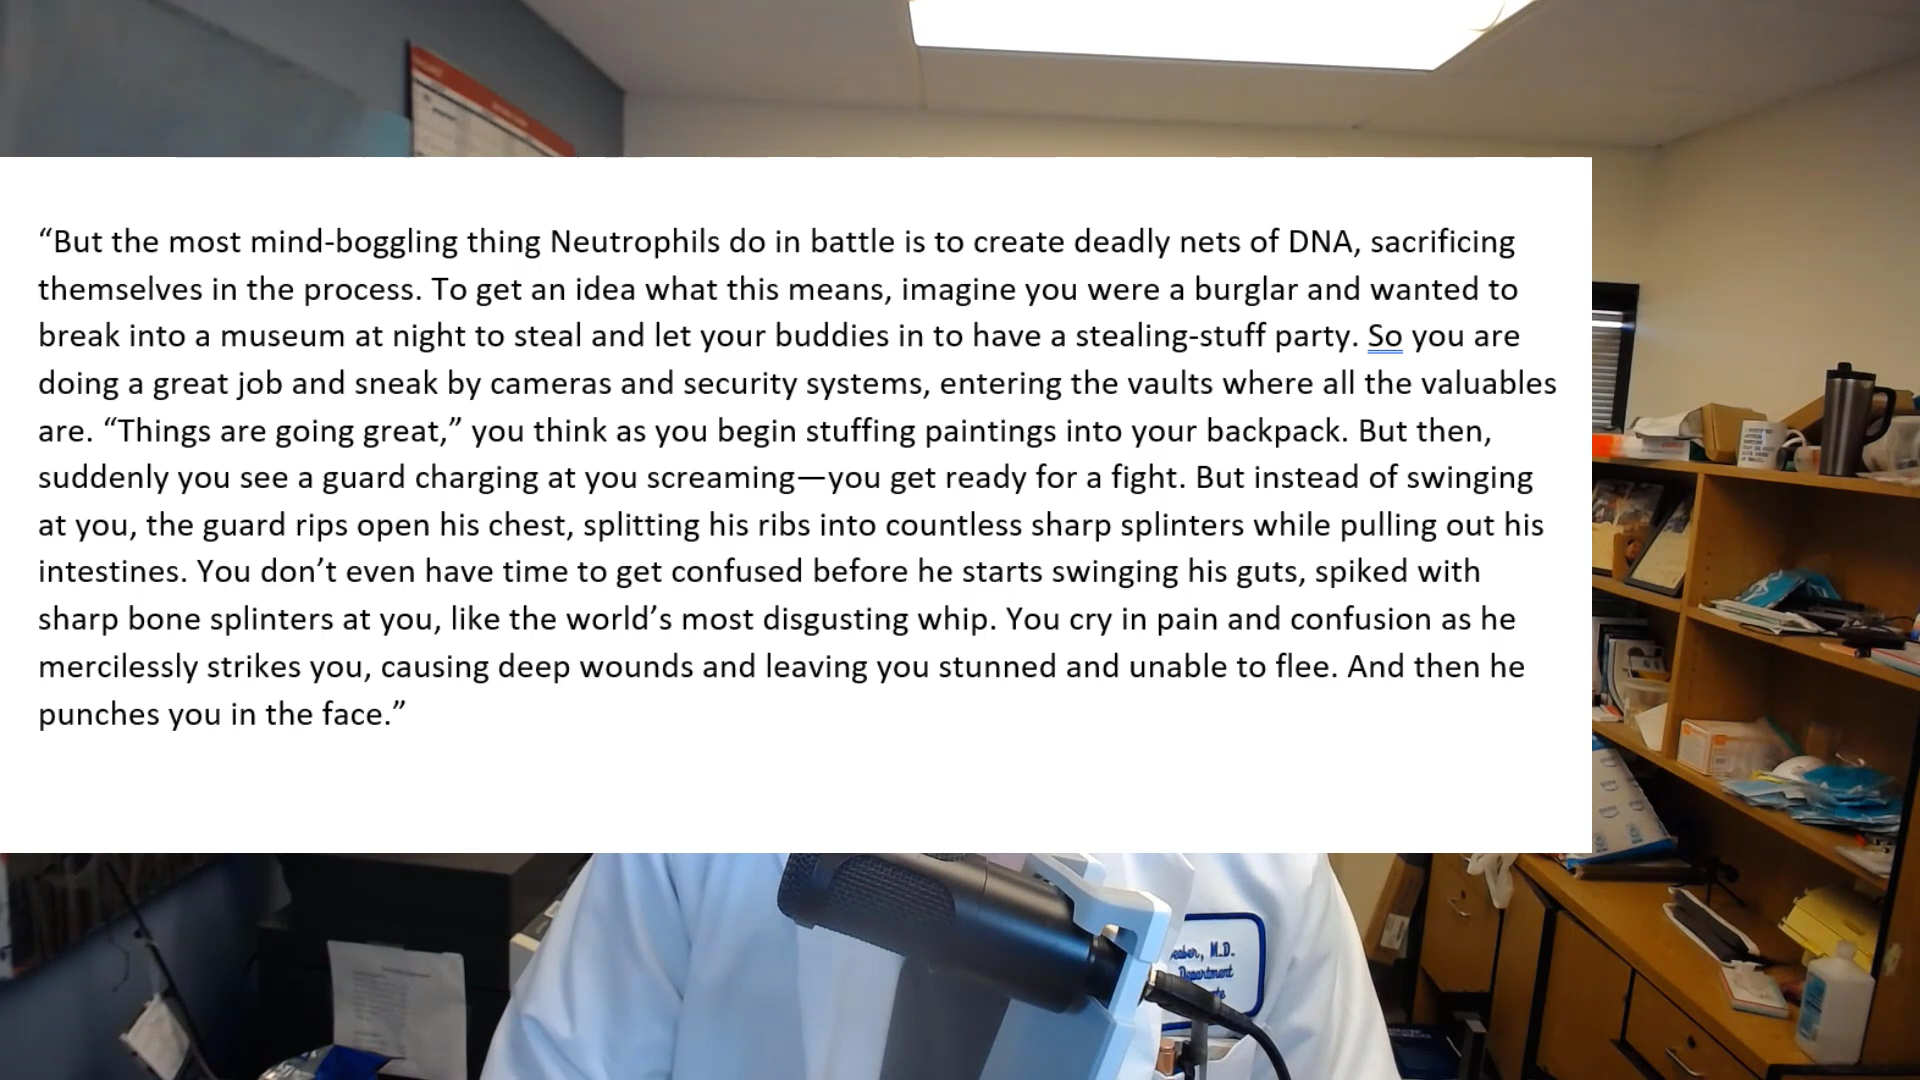 “But the most mind-boggling thing Neutrophils do in battle is to create deadly nets of DNA, sacrificing
themselves in the process. To get an idea what this means, imagine you were a burglar and wanted to
break into a museum at night to steal and let your buddies in to have a stealing-stuff party. So you are
doing a great job and sneak by cameras and security systems, entering the vaults where all the valuables
are. “Things are going great,” you think as you begin stuffing paintings into your backpack. But then,
suddenly you see a guard charging at you screaming—you get ready for a fight. But instead of swinging
at you, the guard rips open his chest, splitting his ribs into countless sharp splinters while pulling out his
intestines. You don’t even have time to get confused before he starts swinging his guts, spiked with
sharp bone splinters at you, like the world’s most disgusting whip. You cry in pain and confusion as he
mercilessly strikes you, causing deep wounds and leaving you stunned and unable to flee. And then he
punches you in the face.”
M.D.
Department